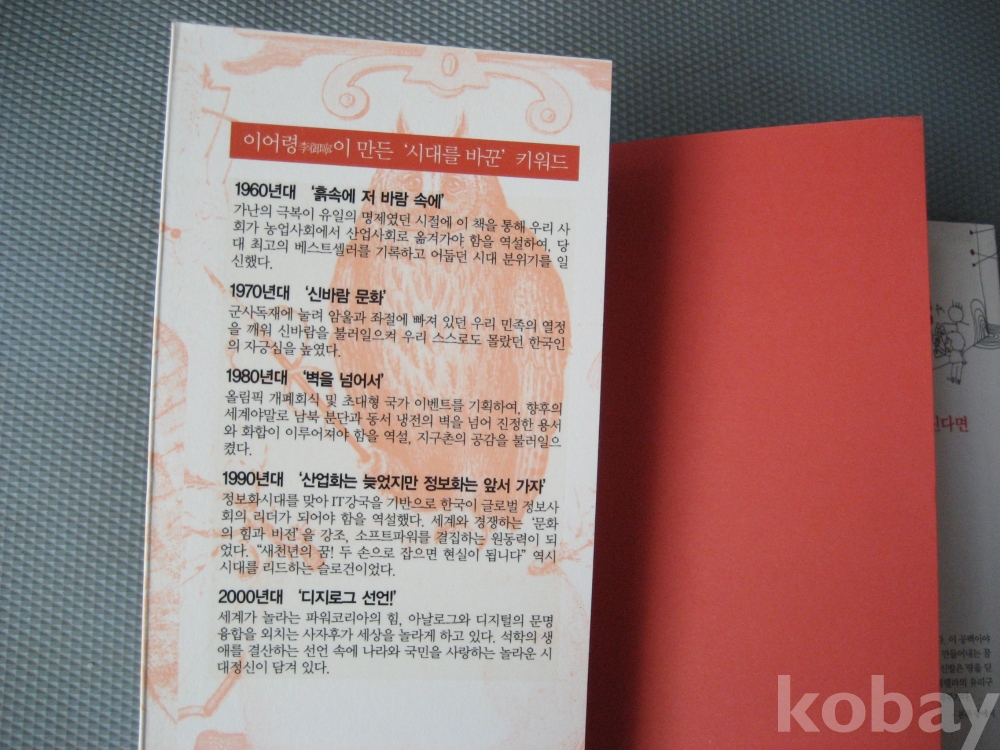 이어령李御寧이 만든 ‘시대를 바꾼’ 키워드
1960년대 ‘흙속에 저 바람 속에’
가난의 극복이 유일의 명제였던 시절에 이 책을 통해 우리 사
회가 농업사회에서 산업사회로 옮겨가야 함을 역설하여, 당
대 최고의 베스트셀러를 기록하고 어둡던 시대 분위기를 일
신했다.
1970년대 ‘신바람 문화’
군사독재에 눌려 암울과 좌절에 빠져 있던 우리 민족의 열정
을 깨워 신바람을 불러일으켜 우리 스스로도 몰랐던 한국인
의 자긍심을 높였다.
1980년대 ‘벽을 넘어서’
올림픽 개폐회식 및 초대형 국가 이벤트를 기획하여, 향후의
세계야말로 남북 분단과 동서 냉전의 벽을 넘어 진정한 용서
와 화합이 이루어져야 함을 역설, 지구촌의 공감을 불러일으
켰다.
1990년대 ‘산업화는 늦었지만 정보화는 앞서 가자’
정보화시대를 맞아 IT강국을 기반으로 한국이 글로벌 정보사
회의 리더가 되어야 함을 역설했다. 세계와 경쟁하는 ‘문화
의 힘과 비전’을 강조, 소프트파워를 결집하는 원동력이 되
었다. “새천년의 꿈! 두 손으로 잡으면 현실이 됩니다” 역시
시대를 리드하는 슬로건이었다.
2000년대 ‘디지로그 선언!’
세계가 놀라는 파워코리아의 힘, 아날로그와 디지털의 문명
융합을 외치는 사자후가 세상을 놀라게 하고 있다. 석학의 생
애를 결산하는 선언 속에 나라와 국민을 사랑하는 놀라운 시
대정신이 담겨 있다.
이 공백이야
만들어내는 꿈
신발은 땅을 딛
유리구
kobay